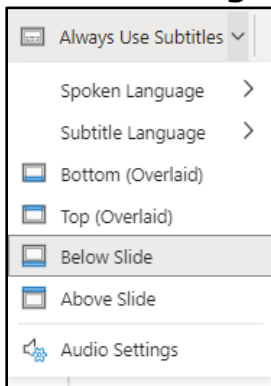 Always Use Subtitles
Spoken Language
Subtitle Language
Bottom (Overlaid)
Top (Overlaid)
Below Slide
Above Slide
Audio Settings